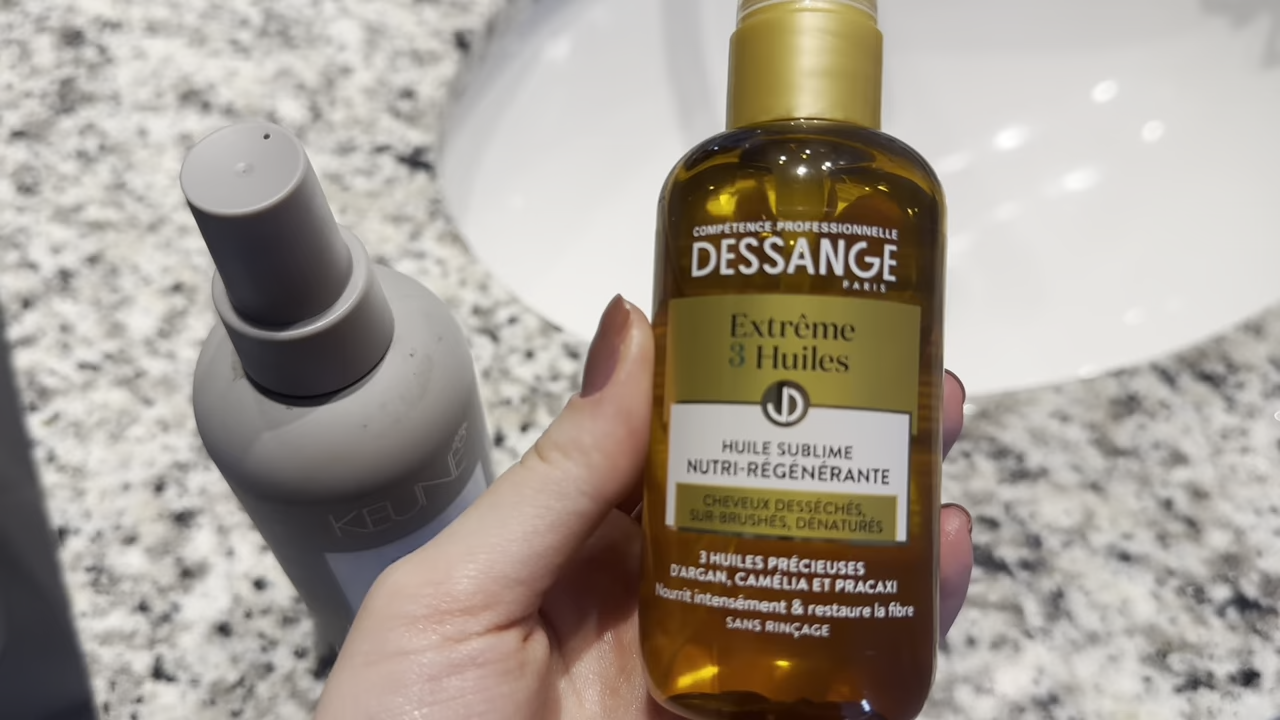 COMPÉTENCE PROFESSIONNELLE
DESSANGE
PARIS
Extrême
3 Huiles
JD
HUILE SUBLIME
NUTRI-RÉGÉNÉRANTE
CHEVEUX DESSÉCHÉS,
SUR-BRUSHÉS, DÉNATURÉS
3 HUILES PRÉCIEUSES
D'ARGAN, CAMÉLIA ET PRACAXI
Nourrit intensément & restaure la fibre
SANS RINÇAGE
KEUNE